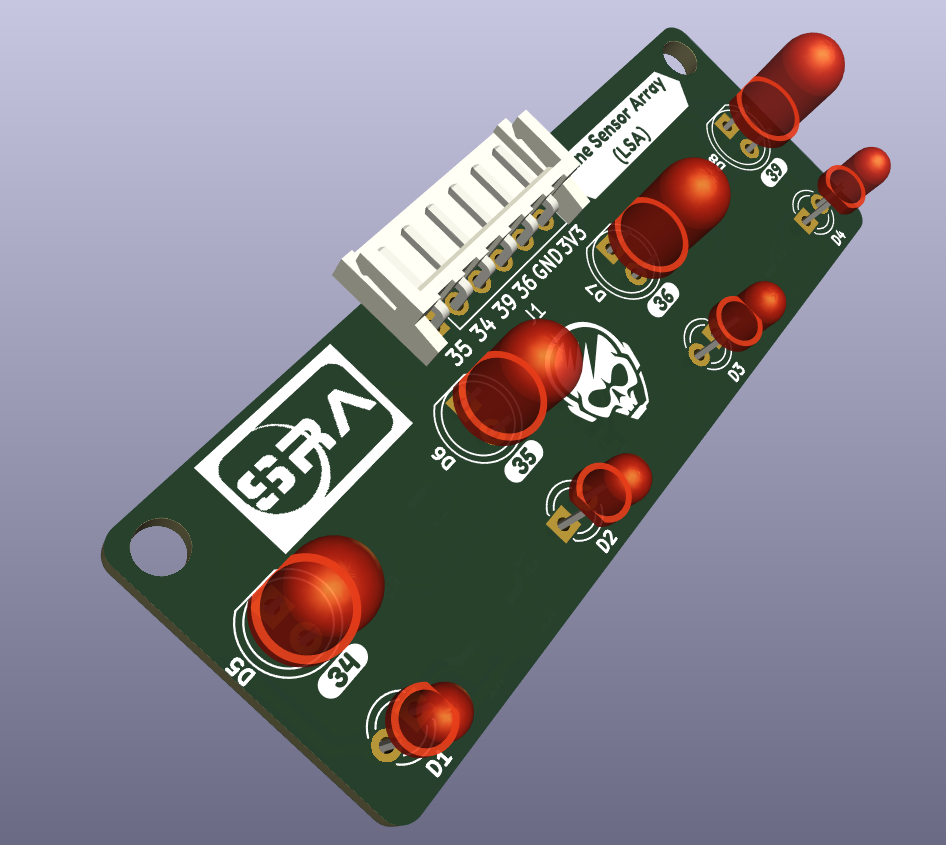 ne Sensor Array
(LSA)
D8
39
D4
35 34 39 36 GND 3V3
J1
D7
36
D3
SRA
D6
35
D2
D5
34
D1